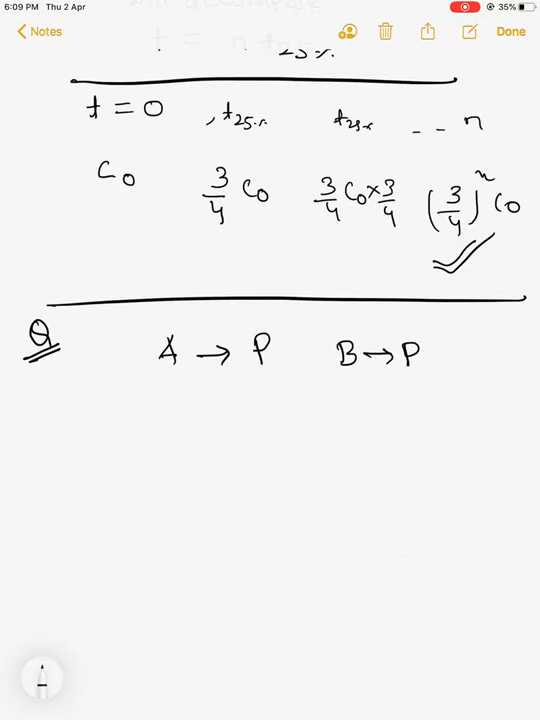 6:09 PM Thu 2 Apr 35%
Notes Done
t =
t = 0 , t25% t25% - - n
C0 3/4 C0 3/4 C0 × 3/4 (3/4)^n C0
Q A → P B → P